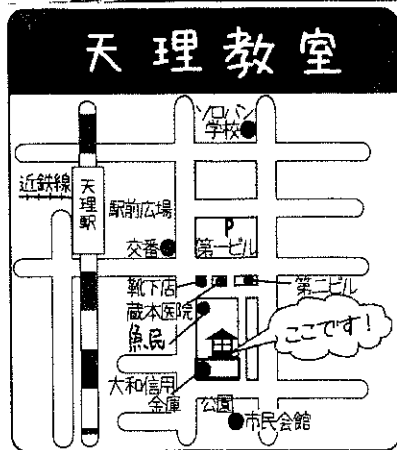 天理教室
ソロバン
学校
近鉄線
天理駅
駅前広場
P
交番
第一ビル
靴下店
第二ビル
蔵本医院
魚民
ここです!
大和信用
金庫
公園
市民会館